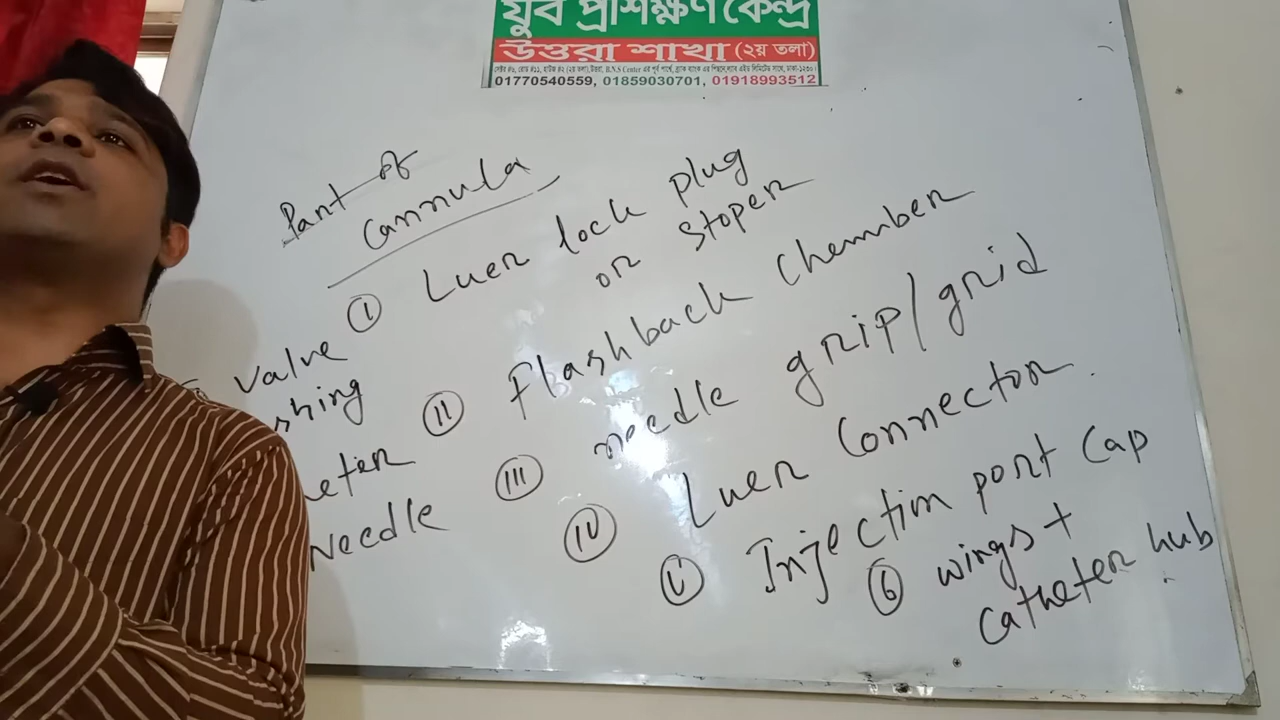 যুব প্রশিক্ষণ কেন্দ্র
উত্তরা শাখা (২য় তলা)
01770540559, 01859030701, 01918993512
Part of
Cannula
① Luer lock plug
or stoper
② Flashback Chember
③ needle grip/grid
④ Luer Connector
⑤ Injection port Cap
⑥ wings +
Catheter hub
valve
Needle